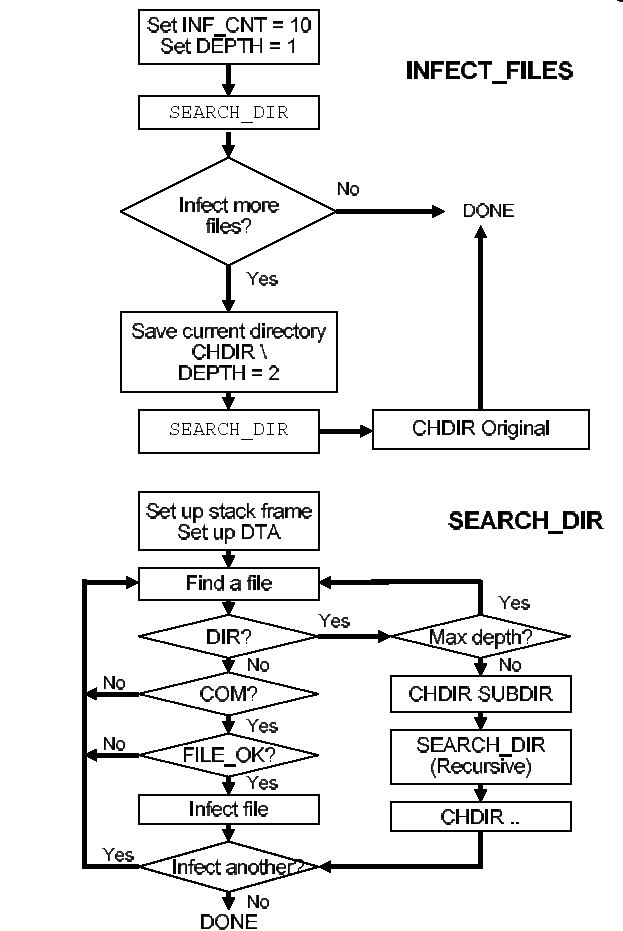 Set INF_CNT = 10
Set DEPTH = 1
INFECT_FILES
SEARCH_DIR
Infect more
files?
No
DONE
Yes
Save current directory
CHDIR \
DEPTH = 2
SEARCH_DIR
CHDIR Original
Set up stack frame
Set up DTA
SEARCH_DIR
Find a file
DIR?
Yes
Max depth?
Yes
No
No
COM?
No
CHDIR SUBDIR
Yes
FILE_OK?
No
SEARCH_DIR
(Recursive)
Yes
Infect file
CHDIR ..
Infect another?
Yes
No
DONE